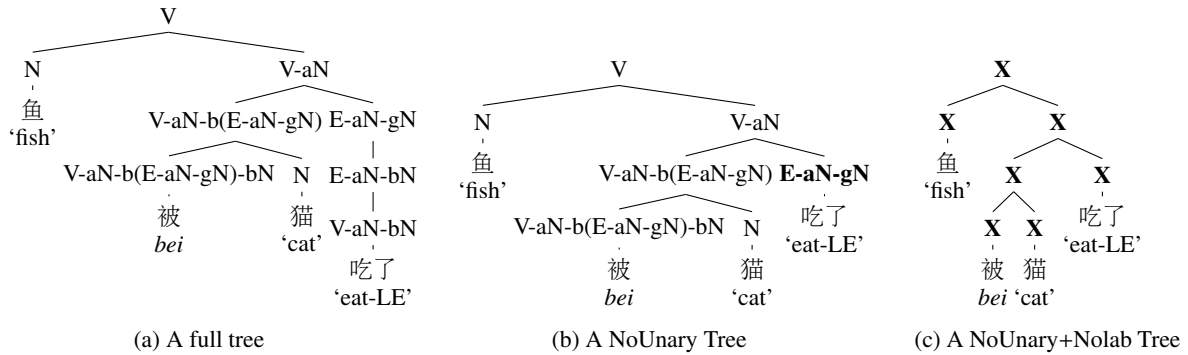 V
N V-aN
鱼
‘fish’
V-aN-b(E-aN-gN) E-aN-gN
V-aN-b(E-aN-gN)-bN N E-aN-bN
被 猫 V-aN-bN
bei ‘cat’
吃了
‘eat-LE’
(a) A full tree
V
N V-aN
鱼
‘fish’
V-aN-b(E-aN-gN) E-aN-gN
吃了
‘eat-LE’
V-aN-b(E-aN-gN)-bN N
被 猫
bei ‘cat’
(b) A NoUnary Tree
X
X X
鱼
‘fish’
X X
吃了
‘eat-LE’
X X
被 猫
bei ‘cat’
(c) A NoUnary+Nolab Tree